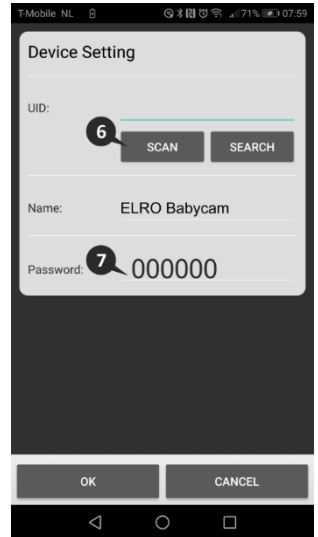 T-Mobile NL 71% 07:59
Device Setting
UID:
6
SCAN SEARCH
Name: ELRO Babycam
Password: 7 000000
OK CANCEL